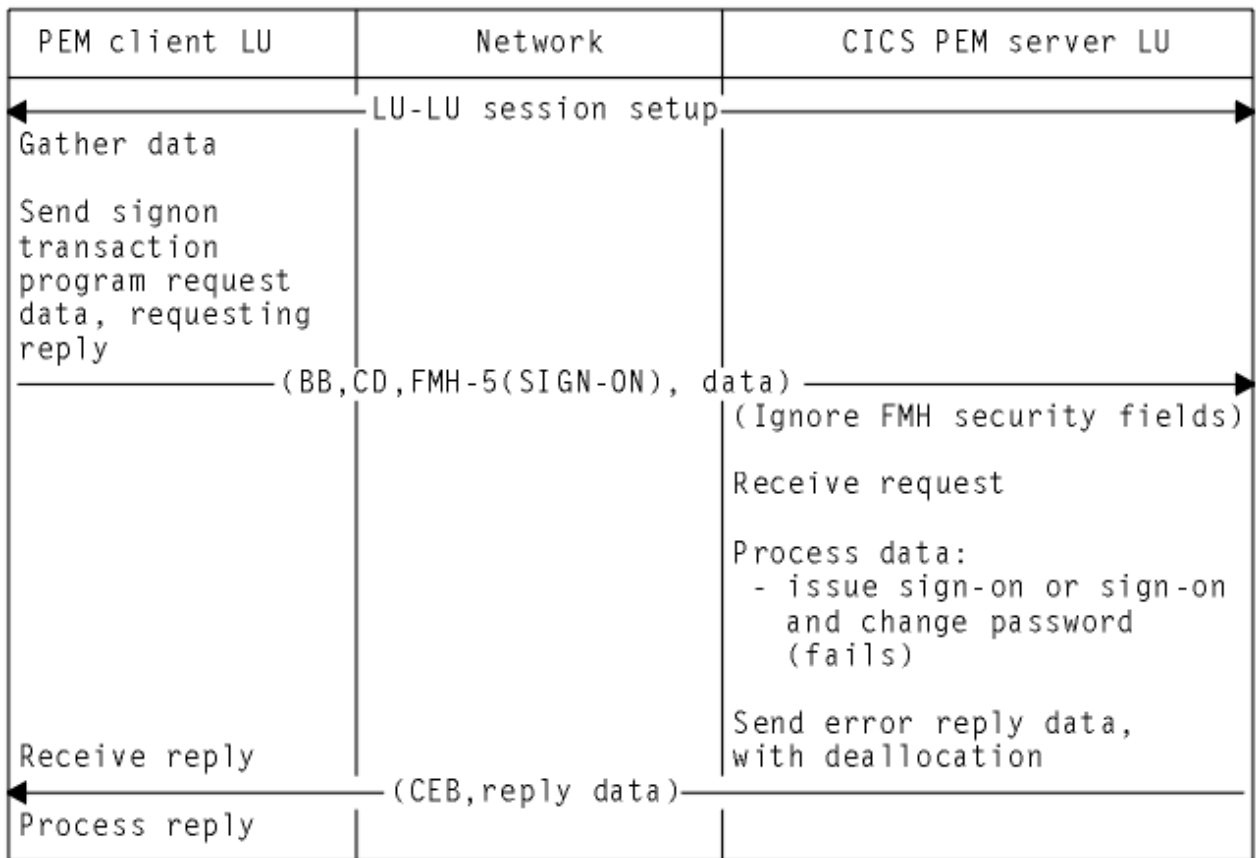 PEM client LU
Network
CICS PEM server LU
LU-LU session setup
Gather data
Send signon
transaction
program request
data, requesting
reply
(BB,CD,FMH-5(SIGN-ON), data)
(Ignore FMH security fields)
Receive request
Process data:
- issue sign-on or sign-on
and change password
(fails)
Send error reply data,
with deallocation
Receive reply
(CEB,reply data)
Process reply